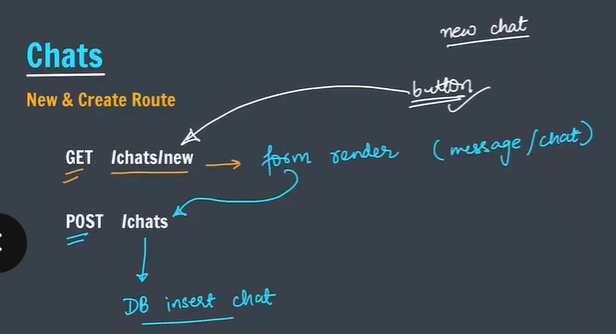 new chat
Chats
button
New & Create Route
GET /chats/new → form render (message/chat)
POST /chats
DB insert chat